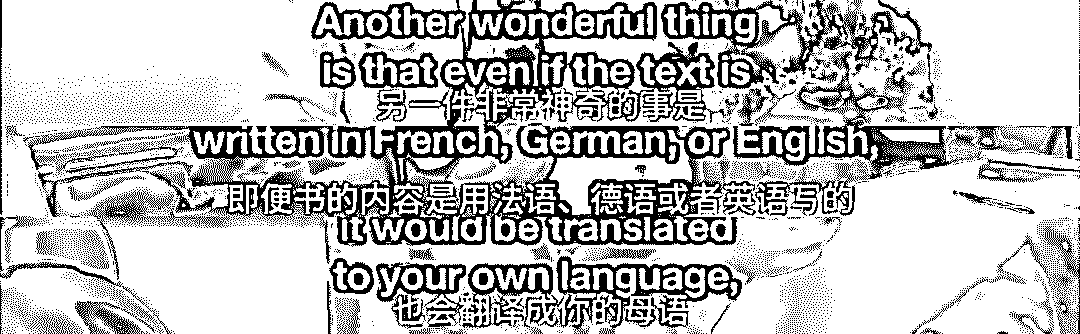 Another wonderful thing
is that even if the text is
另一件非常神奇的事是
written in French, German, or English,
即便书的内容是用法语、德语或者英语写的
it would be translated
to your own language,
也会翻译成你的母语